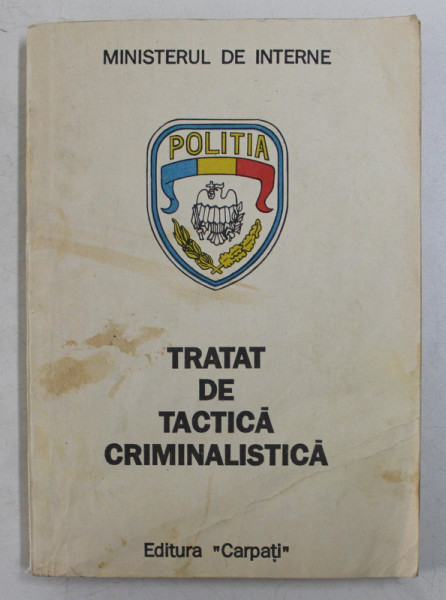 MINISTERUL DE INTERNE
POLITIA
TRATAT
DE
TACTICĂ
CRIMINALISTICĂ
Editura "Carpați"